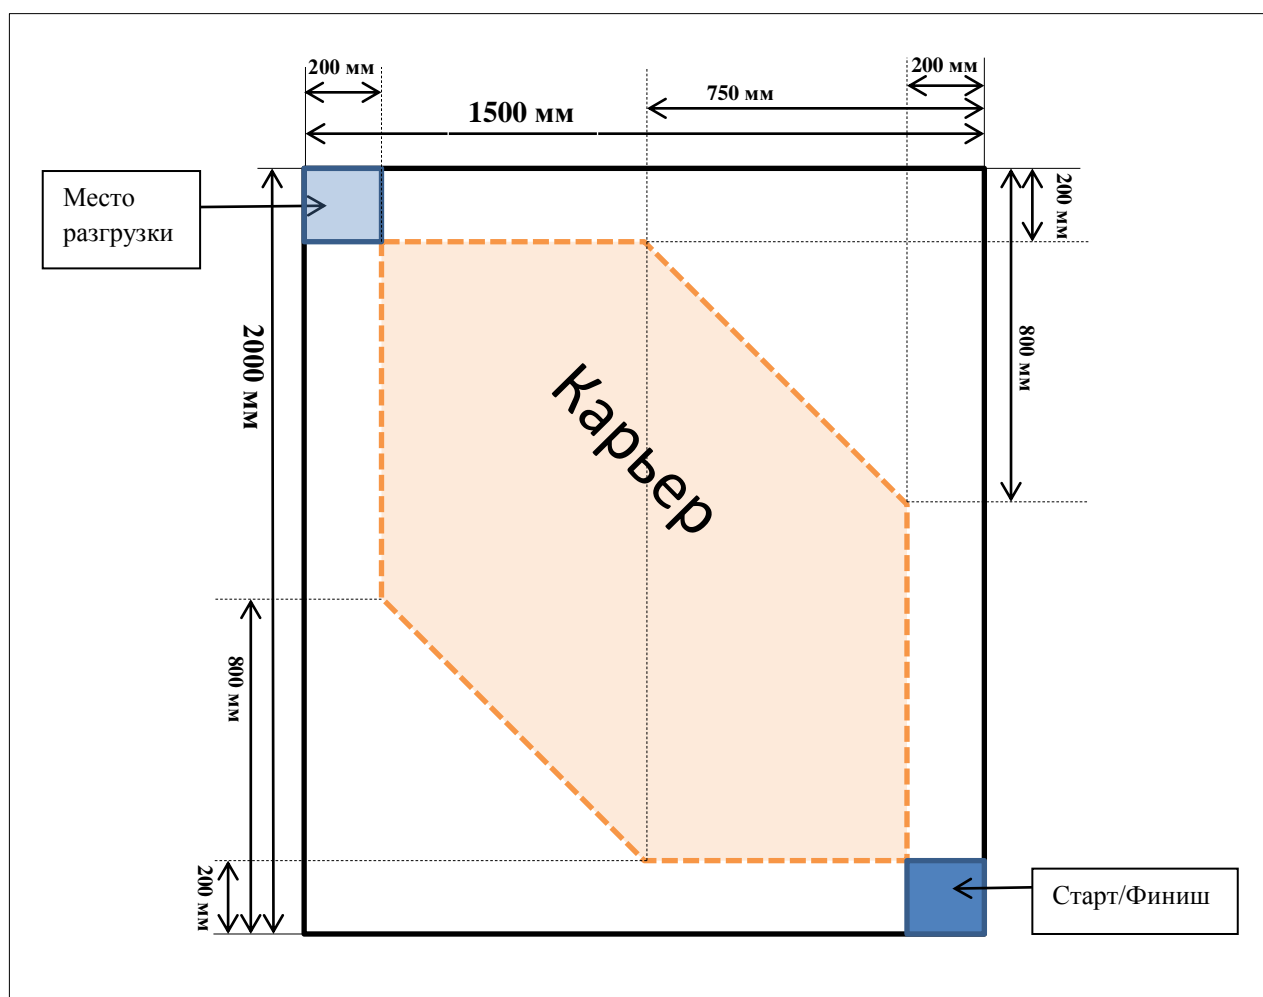 200 мм
200 мм
750 мм
1500 мм
Место
разгрузки
200 мм
2000 мм
800 мм
Карьер
800 мм
200 мм
Старт/Финиш